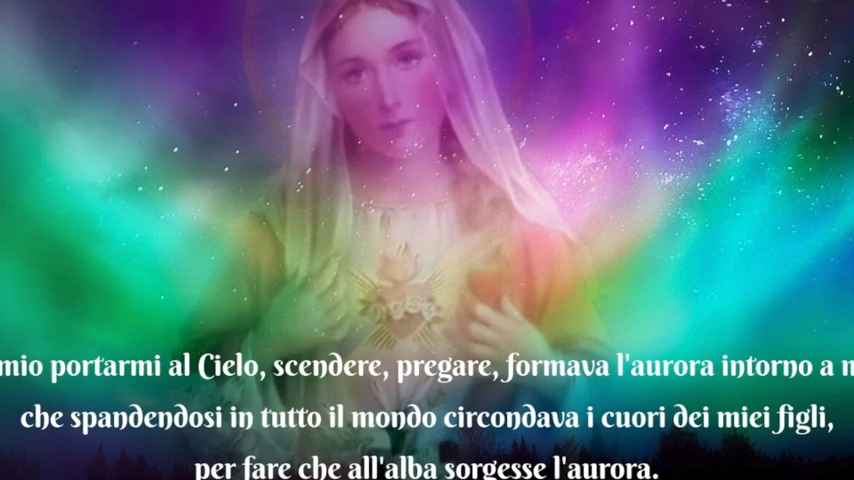 mio portarmi al Cielo, scendere, pregare, formava l'aurora intorno a
che spandendosi in tutto il mondo circondava i cuori dei miei figli,
per fare che all'alba sorgesse l'aurora.